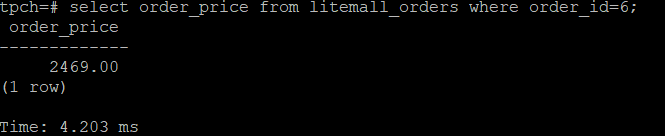 tpch=# select order_price from litemall_orders where order_id=6;
 order_price
-------------
     2469.00
(1 row)

Time: 4.203 ms